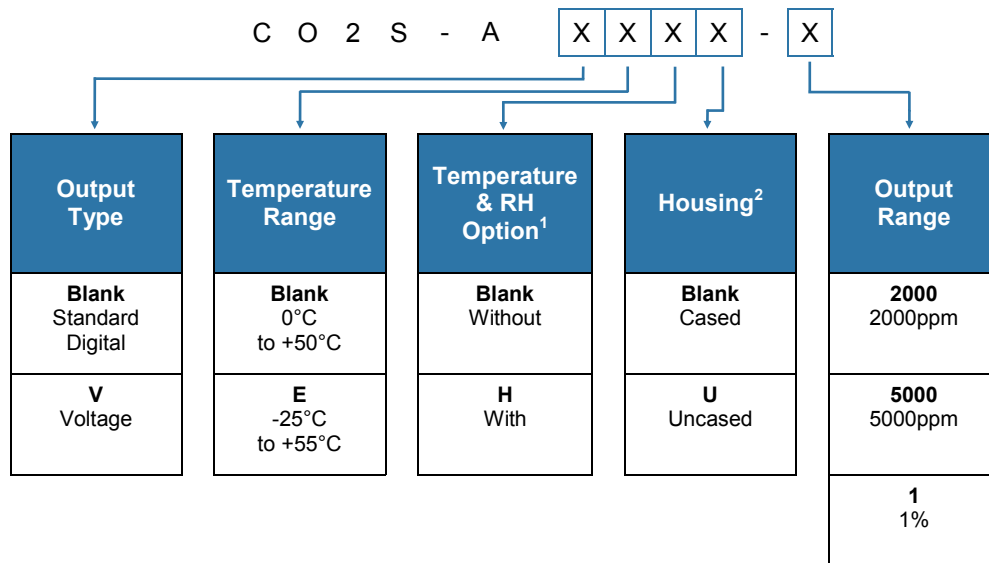 C O 2 S - A X X X X - X
Output
Type
Temperature
Range
Temperature
& RH
Option¹
Housing²
Output
Range
Blank
Standard
Digital
Blank
0°C
to +50°C
Blank
Without
Blank
Cased
2000
2000ppm
V
Voltage
E
-25°C
to +55°C
H
With
U
Uncased
5000
5000ppm
1
1%